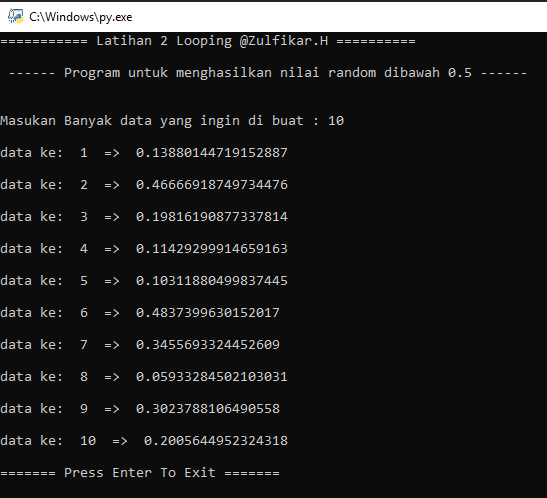 C:\Windows\py.exe
=========== Latihan 2 Looping @Zulfikar.H ==========
------ Program untuk menghasilkan nilai random dibawah 0.5 ------
Masukan Banyak data yang ingin di buat : 10
data ke:  1  =>  0.13880144719152887
data ke:  2  =>  0.46666918749734476
data ke:  3  =>  0.19816190877337814
data ke:  4  =>  0.11429299914659163
data ke:  5  =>  0.10311880499837445
data ke:  6  =>  0.4837399630152017
data ke:  7  =>  0.3455693324452609
data ke:  8  =>  0.05933284502103031
data ke:  9  =>  0.3023788106490558
data ke:  10  =>  0.2005644952324318
======= Press Enter To Exit =======